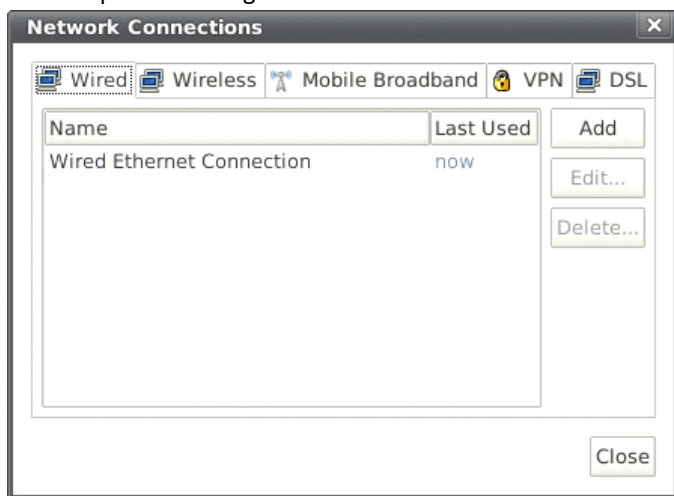 Network Connections
Wired Wireless Mobile Broadband VPN DSL
Name Last Used Add
Wired Ethernet Connection now
Edit...
Delete...
Close